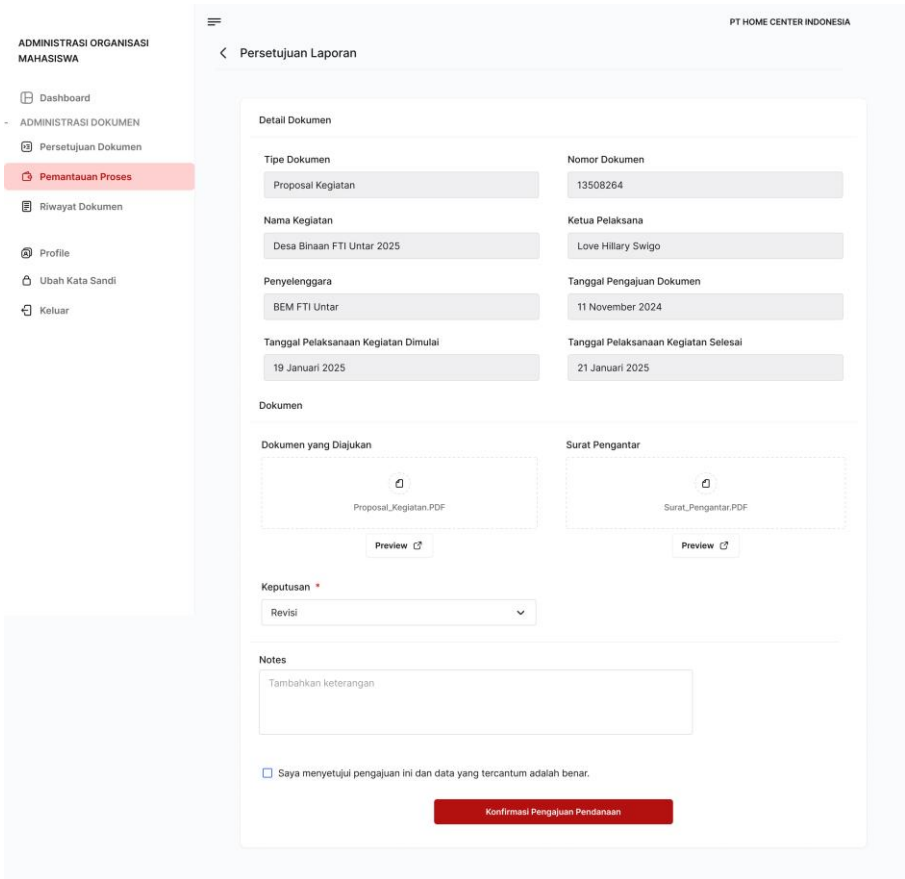 PT HOME CENTER INDONESIA
ADMINISTRASI ORGANISASI
MAHASISWA
Persetujuan Laporan
Dashboard
- ADMINISTRASI DOKUMEN
Persetujuan Dokumen
Pemantauan Proses
Riwayat Dokumen
Profile
Ubah Kata Sandi
Keluar
Detail Dokumen
Tipe Dokumen
Proposal Kegiatan
Nomor Dokumen
13508264
Nama Kegiatan
Desa Binaan FTI Untar 2025
Ketua Pelaksana
Love Hillary Swigo
Penyelenggara
BEM FTI Untar
Tanggal Pengajuan Dokumen
11 November 2024
Tanggal Pelaksanaan Kegiatan Dimulai
19 Januari 2025
Tanggal Pelaksanaan Kegiatan Selesai
21 Januari 2025
Dokumen
Dokumen yang Diajukan
Proposal_Kegiatan.PDF
Preview
Surat Pengantar
Surat_Pengantar.PDF
Preview
Keputusan *
Revisi
Notes
Tambahkan keterangan
Saya menyetujui pengajuan ini dan data yang tercantum adalah benar.
Konfirmasi Pengajuan Pendanaan